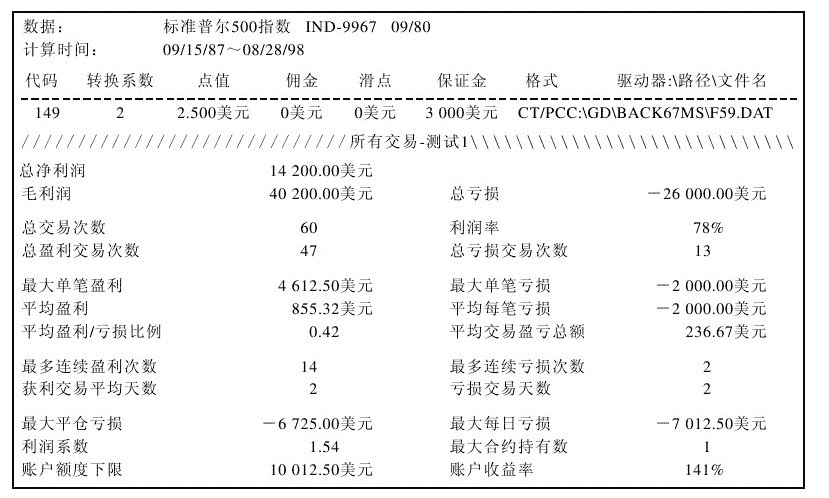 数据： 标准普尔500指数 IND-9967 09/80
计算时间： 09/15/87～08/28/98
代码 转换系数 点值 佣金 滑点 保证金 格式 驱动器:\路径\文件名
149 2 2.500美元 0美元 0美元 3 000美元 CT/PCC:\GD\BACK67MS\F59.DAT
/////////////////////////////所有交易-测试1\\\\\\\\\\\\\\\\\\\\\\\\\\\\\
总净利润 14 200.00美元
毛利润 40 200.00美元 总亏损 －26 000.00美元
总交易次数 60 利润率 78%
总盈利交易次数 47 总亏损交易次数 13
最大单笔盈利 4 612.50美元 最大单笔亏损 －2 000.00美元
平均盈利 855.32美元 平均每笔亏损 －2 000.00美元
平均盈利/亏损比例 0.42 平均交易盈亏总额 236.67美元
最多连续盈利次数 14 最多连续亏损次数 2
获利交易平均天数 2 亏损交易天数 2
最大平仓亏损 －6 725.00美元 最大每日亏损 －7 012.50美元
利润系数 1.54 最大合约持有数 1
账户额度下限 10 012.50美元 账户收益率 141%